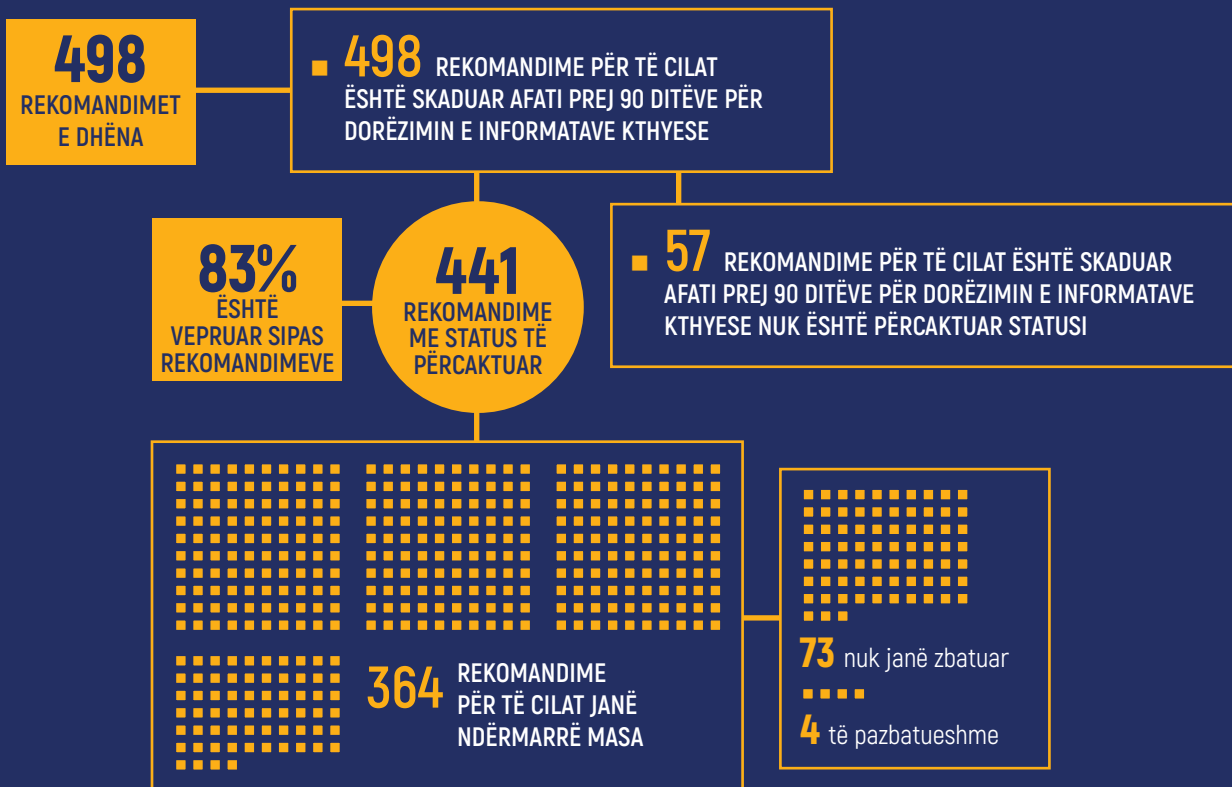 498
REKOMANDIMET
E DHËNA
498 REKOMANDIME PËR TË CILAT
ËSHTË SKADUAR AFATI PREJ 90 DITËVE PËR
DORËZIMIN E INFORMATAVE KTHYESE
83%
ËSHTË
VEPRUAR SIPAS
REKOMANDIMEVE
441
REKOMANDIME
ME STATUS TË
PËRCAKTUAR
57 REKOMANDIME PËR TË CILAT ËSHTË SKADUAR
AFATI PREJ 90 DITËVE PËR DORËZIMIN E INFORMATAVE
KTHYESE NUK ËSHTË PËRCAKTUAR STATUSI
364 REKOMANDIME
PËR TË CILAT JANË
NDËRMARRË MASA
73 nuk janë zbatuar
4 të pazbatueshme